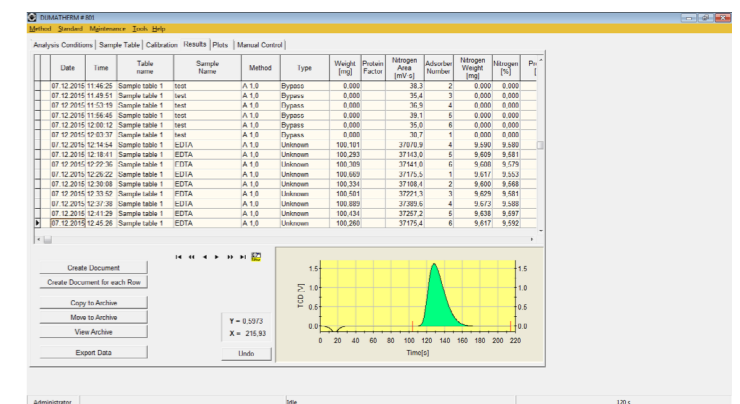 DUMATHERM # 801
Method Standard Maintenance Tools Help
Analysis Conditions Sample Table Calibration Results Plots Manual Control
Date Time Table name Sample Name Method Type Weight [mg] Protein Factor Nitrogen Area [mV·s] Adsorber Number Nitrogen Weight [mg] Nitrogen [%]
07.12.2015 11:46:25 Sample table 1 test A 1,0 Bypass 0,000 38,3 2 0,000 0,000
07.12.2015 11:49:51 Sample table 1 test A 1,0 Bypass 0,000 35,4 3 0,000 0,000
07.12.2015 11:53:19 Sample table 1 test A 1,0 Bypass 0,000 36,9 4 0,000 0,000
07.12.2015 11:56:45 Sample table 1 test A 1,0 Bypass 0,000 39,1 5 0,000 0,000
07.12.2015 12:00:12 Sample table 1 test A 1,0 Bypass 0,000 35,0 6 0,000 0,000
07.12.2015 12:03:37 Sample table 1 test A 1,0 Bypass 0,000 30,7 1 0,000 0,000
07.12.2015 12:14:54 Sample table 1 EDTA A 1,0 Unknown 100,101 37070,9 4 9,590 9,580
07.12.2015 12:18:41 Sample table 1 EDTA A 1,0 Unknown 100,293 37143,0 5 9,609 9,581
07.12.2015 12:22:36 Sample table 1 EDTA A 1,0 Unknown 100,309 37141,0 6 9,608 9,579
07.12.2015 12:26:22 Sample table 1 EDTA A 1,0 Unknown 100,669 37175,5 1 9,617 9,553
07.12.2015 12:30:08 Sample table 1 EDTA A 1,0 Unknown 100,334 37108,4 2 9,600 9,568
07.12.2015 12:33:52 Sample table 1 EDTA A 1,0 Unknown 100,501 37221,3 3 9,629 9,581
07.12.2015 12:37:38 Sample table 1 EDTA A 1,0 Unknown 100,889 37389,6 4 9,673 9,588
07.12.2015 12:41:29 Sample table 1 EDTA A 1,0 Unknown 100,434 37257,2 5 9,638 9,597
07.12.2015 12:45:26 Sample table 1 EDTA A 1,0 Unknown 100,260 37175,4 6 9,617 9,592
Create Document
Create Document for each Row
Copy to Archive
Move to Archive
View Archive
Export Data
Y = 0,5973
X = 215,93
Undo
TCD [V]
1.5 1.5
1.0 1.0
0.5 0.5
0.0 0.0
0 20 40 60 80 100 120 140 160 180 200 220
Time[s]
Administrator Idle 120 s